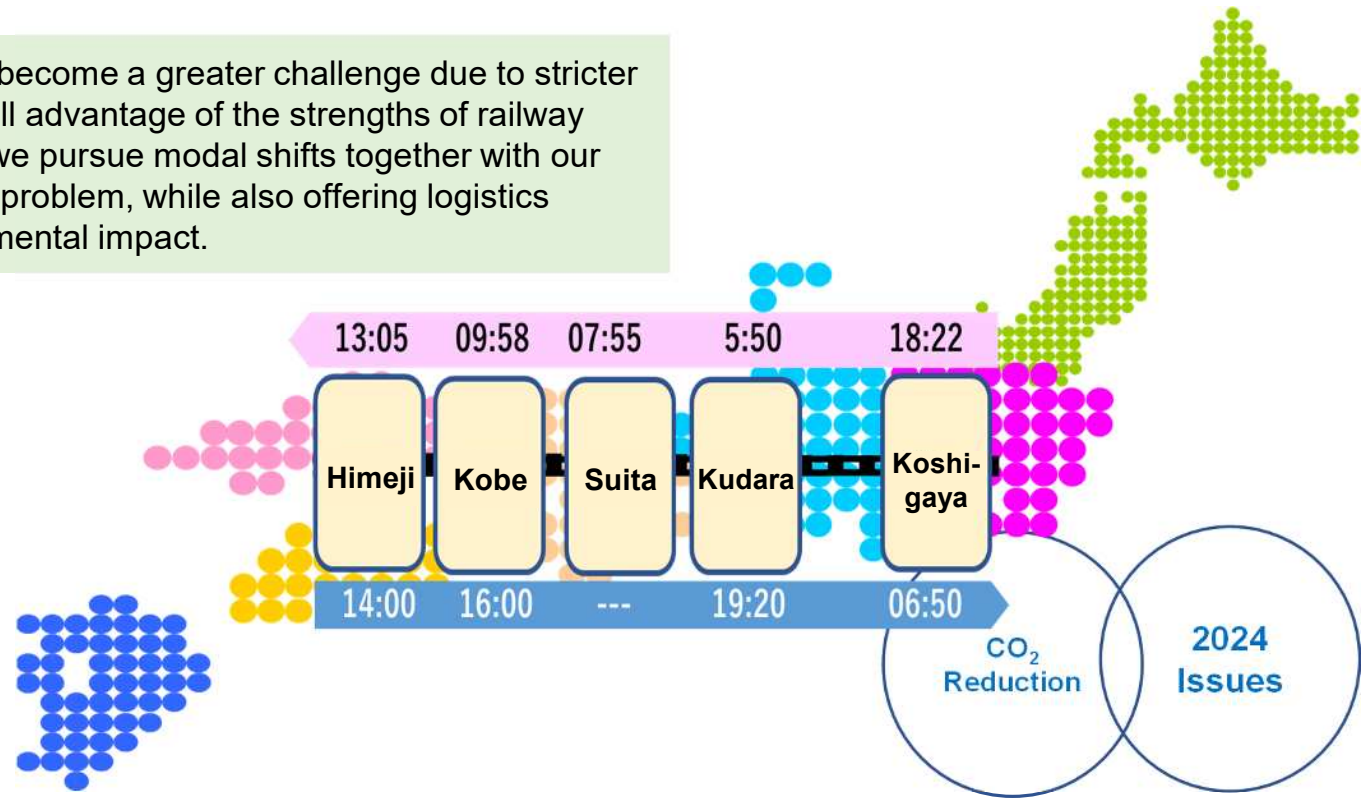 become a greater challenge due to stricter
advantage of the strengths of railway
we pursue modal shifts together with our
problem, while also offering logistics
mental impact.
13:05 09:58 07:55 5:50 18:22
Himeji Kobe Suita Kudara Koshi-
gaya
14:00 16:00 --- 19:20 06:50
CO₂
Reduction
2024
Issues